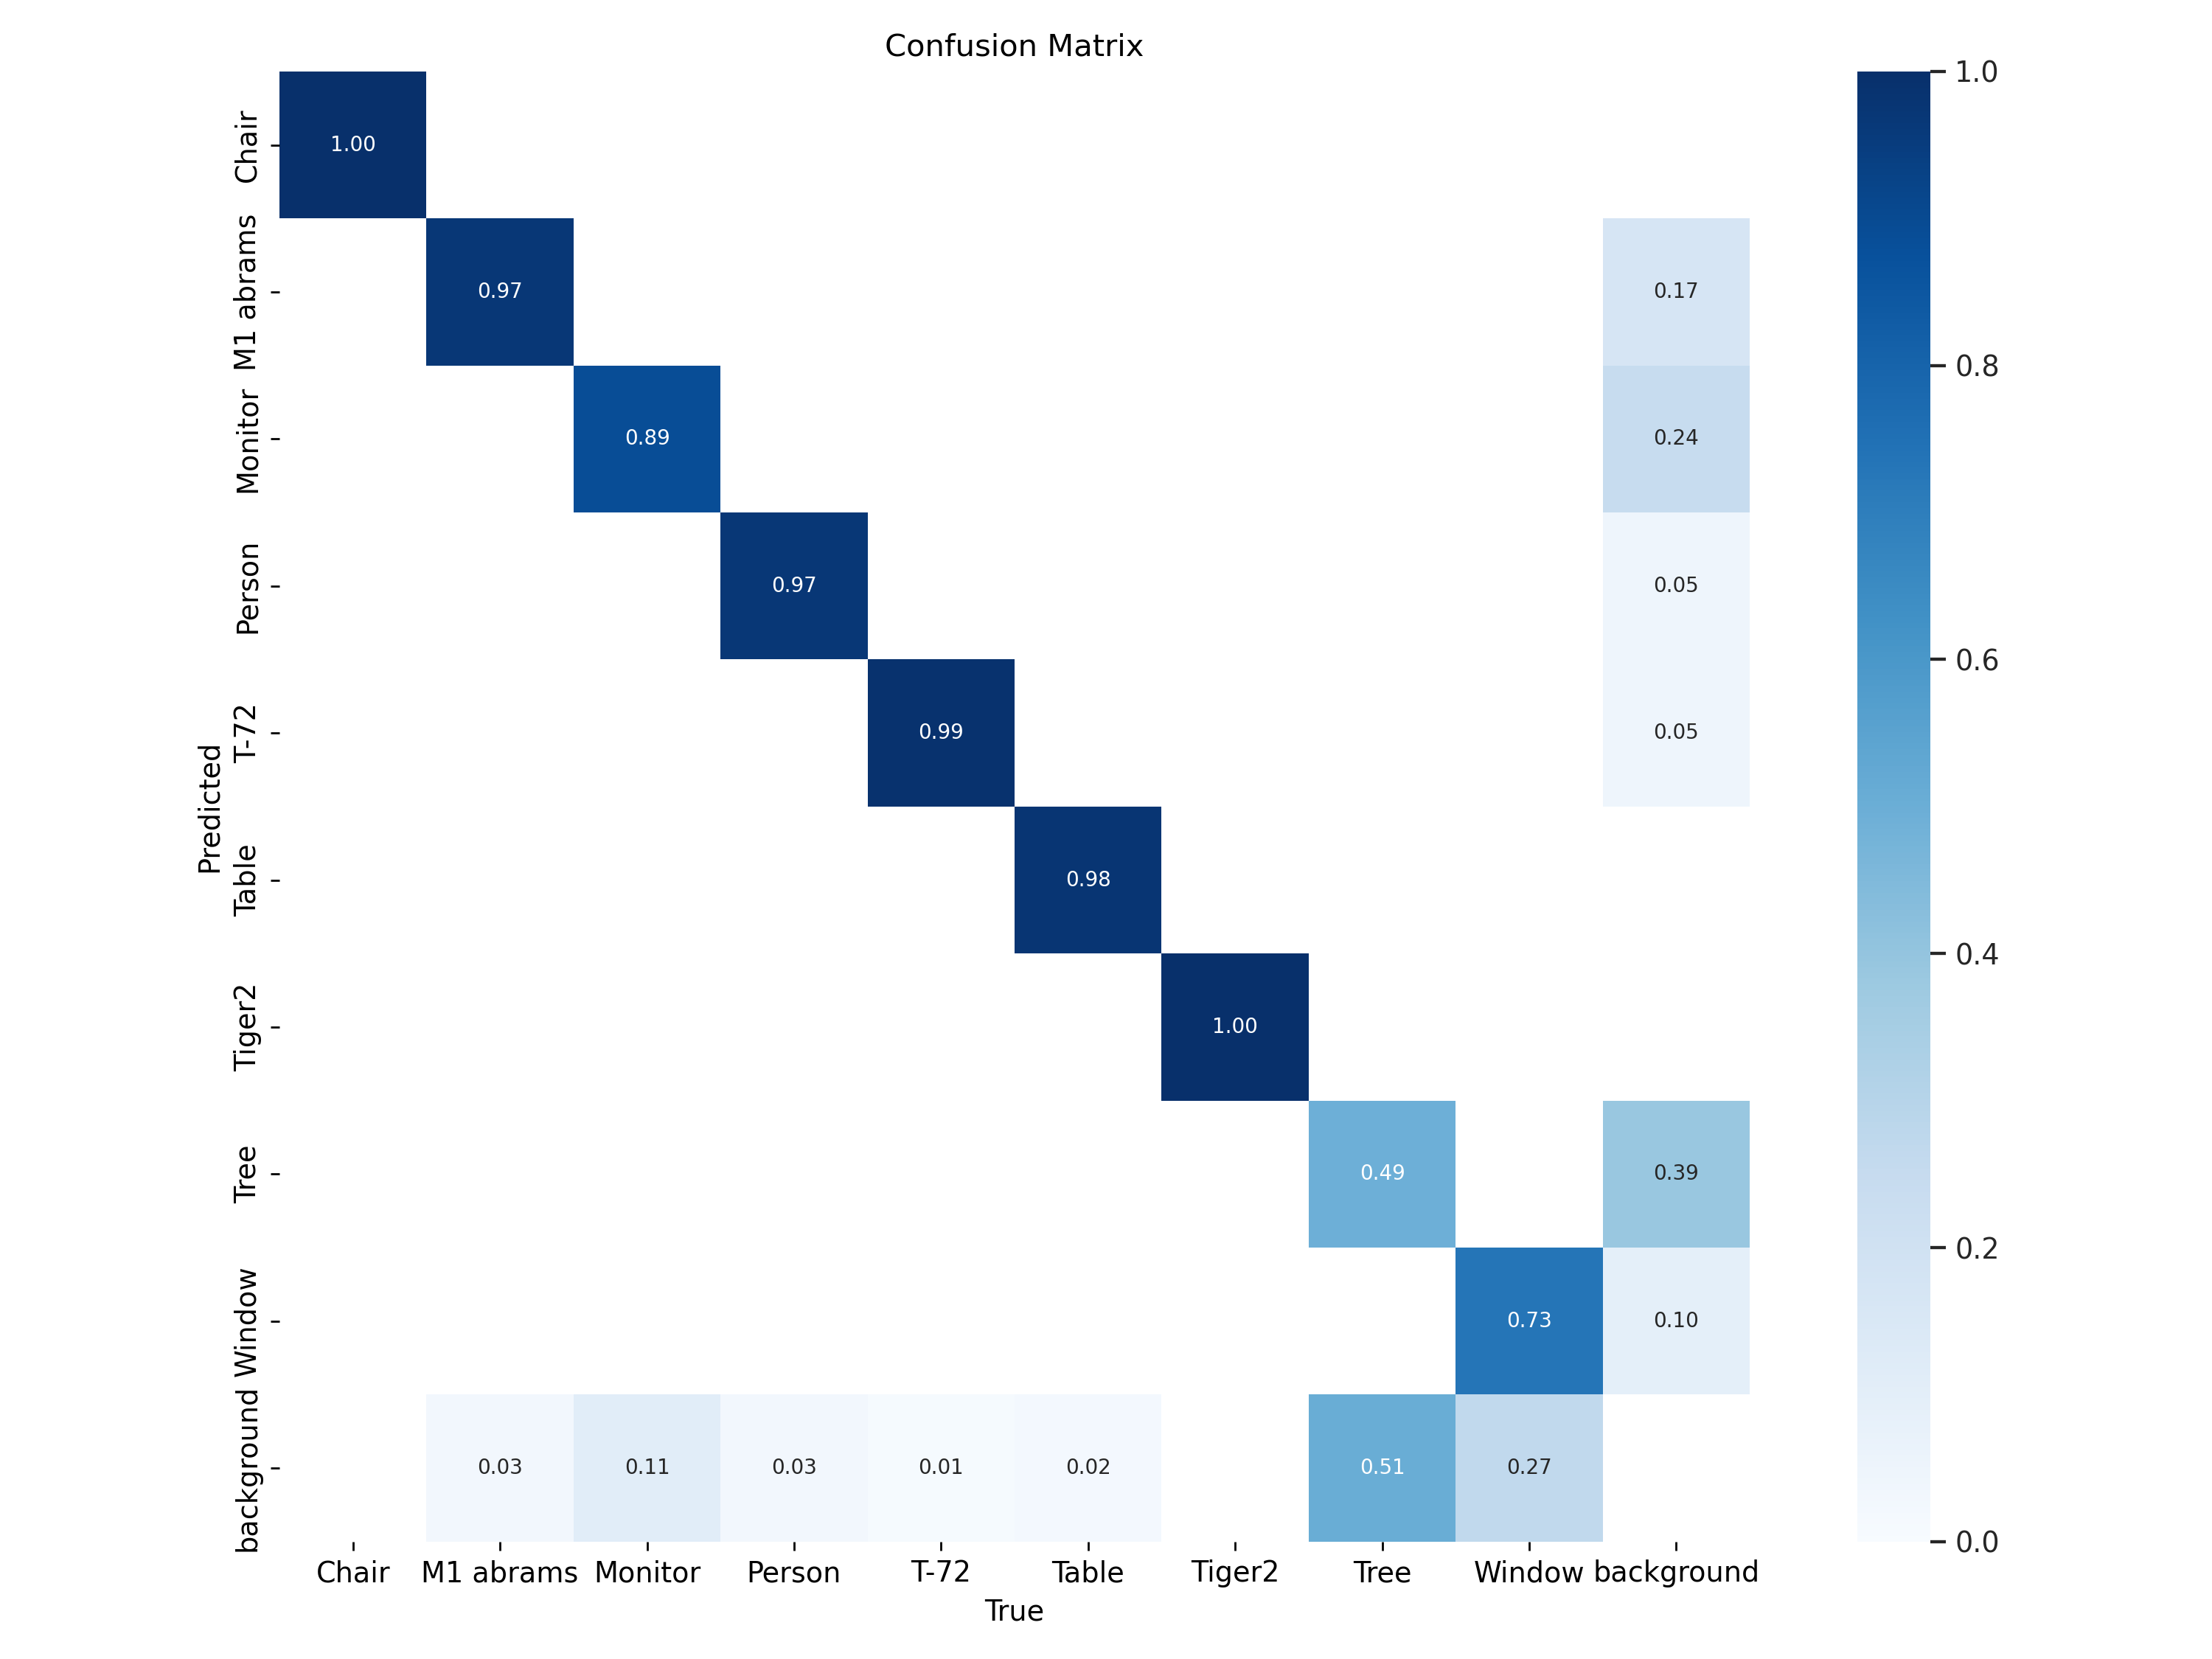 Confusion Matrix
Predicted
Chair
M1 abrams
Monitor
Person
T-72
Table
Tiger2
Tree
Window
background
1.00
0.97 0.17
0.89 0.24
0.97 0.05
0.99 0.05
0.98
1.00
0.49 0.39
0.73 0.10
0.03 0.11 0.03 0.01 0.02 0.51 0.27
Chair M1 abrams Monitor Person T-72 Table Tiger2 Tree Window background
True
1.0
0.8
0.6
0.4
0.2
0.0